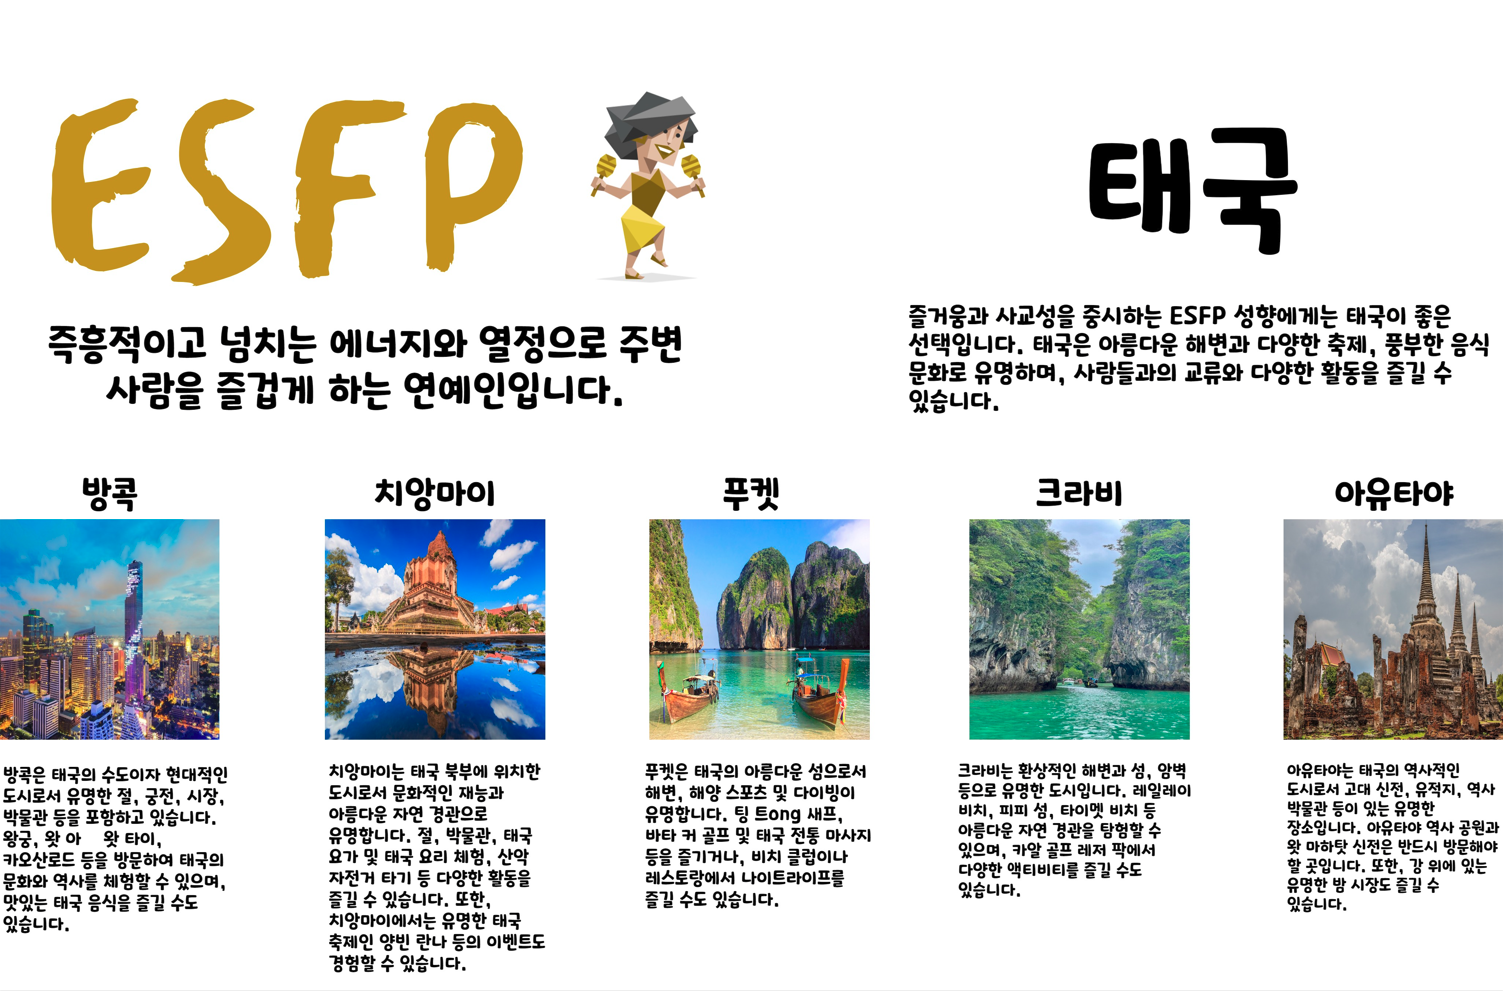 ESFP
즉흥적이고 넘치는 에너지와 열정으로 주변
사람을 즐겁게 하는 연예인입니다.
태국
즐거움과 사교성을 중시하는 ESFP 성향에게는 태국이 좋은
선택입니다. 태국은 아름다운 해변과 다양한 축제, 풍부한 음식
문화로 유명하며, 사람들과의 교류와 다양한 활동을 즐길 수
있습니다.
방콕
방콕은 태국의 수도이자 현대적인
도시로서 유명한 절, 궁전, 시장,
박물관 등을 포함하고 있습니다.
왕궁, 왓 아 왓 타이,
카오산로드 등을 방문하여 태국의
문화와 역사를 체험할 수 있으며,
맛있는 태국 음식을 즐길 수도
있습니다.
치앙마이
치앙마이는 태국 북부에 위치한
도시로서 문화적인 재능과
아름다운 자연 경관으로
유명합니다. 절, 박물관, 태국
요가 및 태국 요리 체험, 산악
자전거 타기 등 다양한 활동을
즐길 수 있습니다. 또한,
치앙마이에서는 유명한 태국
축제인 양빈 란나 등의 이벤트도
경험할 수 있습니다.
푸켓
푸켓은 태국의 아름다운 섬으로서
해변, 해양 스포츠 및 다이빙이
유명합니다. 팅 Tong 새프,
바타 커 골프 및 태국 전통 마사지
등을 즐기거나, 비치 클럽이나
레스토랑에서 나이트라이프를
즐길 수도 있습니다.
크라비
크라비는 환상적인 해변과 섬, 암벽
등으로 유명한 도시입니다. 레일레이
비치, 피피 섬, 타이멧 비치 등
아름다운 자연 경관을 탐험할 수
있으며, 카알 골프 레저 팍에서
다양한 액티비티를 즐길 수도
있습니다.
아유타야
아유타야는 태국의 역사적인
도시로서 고대 신전, 유적지, 역사
박물관 등이 있는 유명한
장소입니다. 아유타야 역사 공원과
왓 마하탓 신전은 반드시 방문해야
할 곳입니다. 또한, 강 위에 있는
유명한 밤 시장도 즐길 수
있습니다.